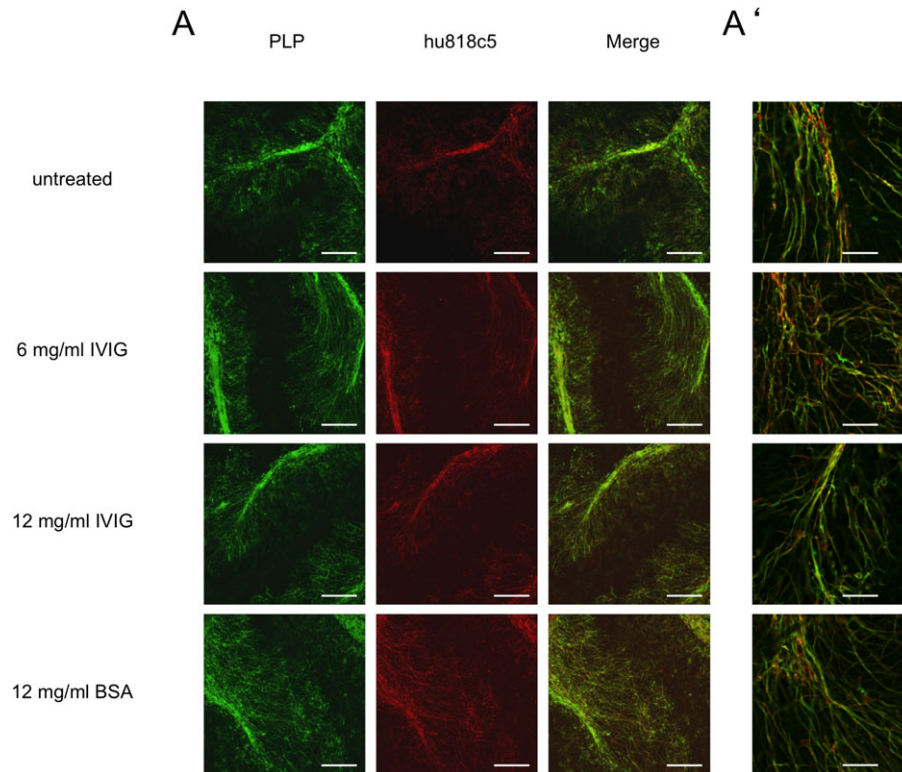 A A ‘
PLP hu818c5 Merge
untreated
6 mg/ml IVIG
12 mg/ml IVIG
12 mg/ml BSA